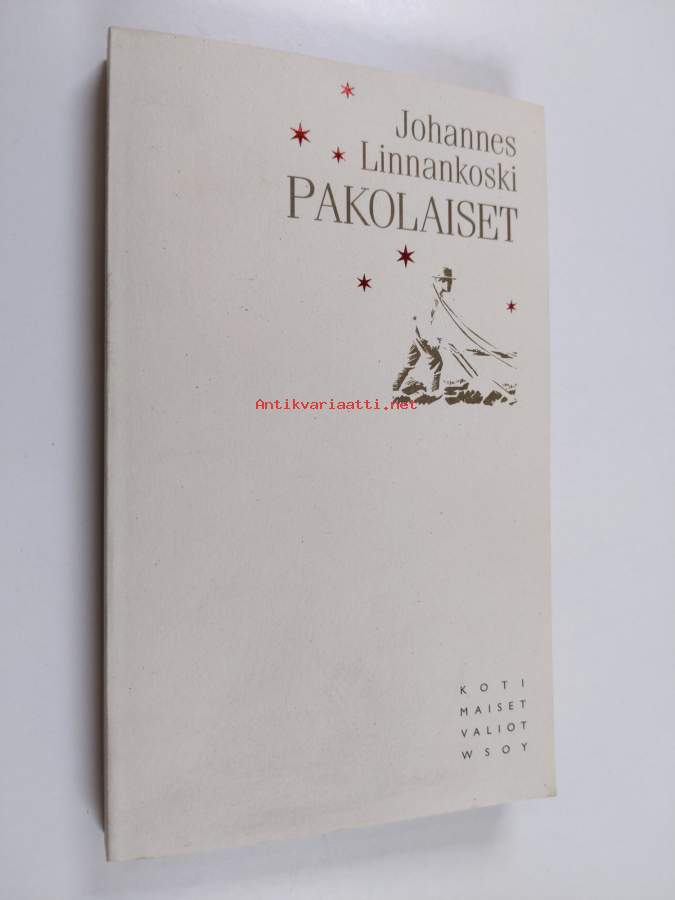 Johannes
Linnankoski
PAKOLAISET
Antikvariaatti.net
KOTI
MAISET
VALIOT
WSOY